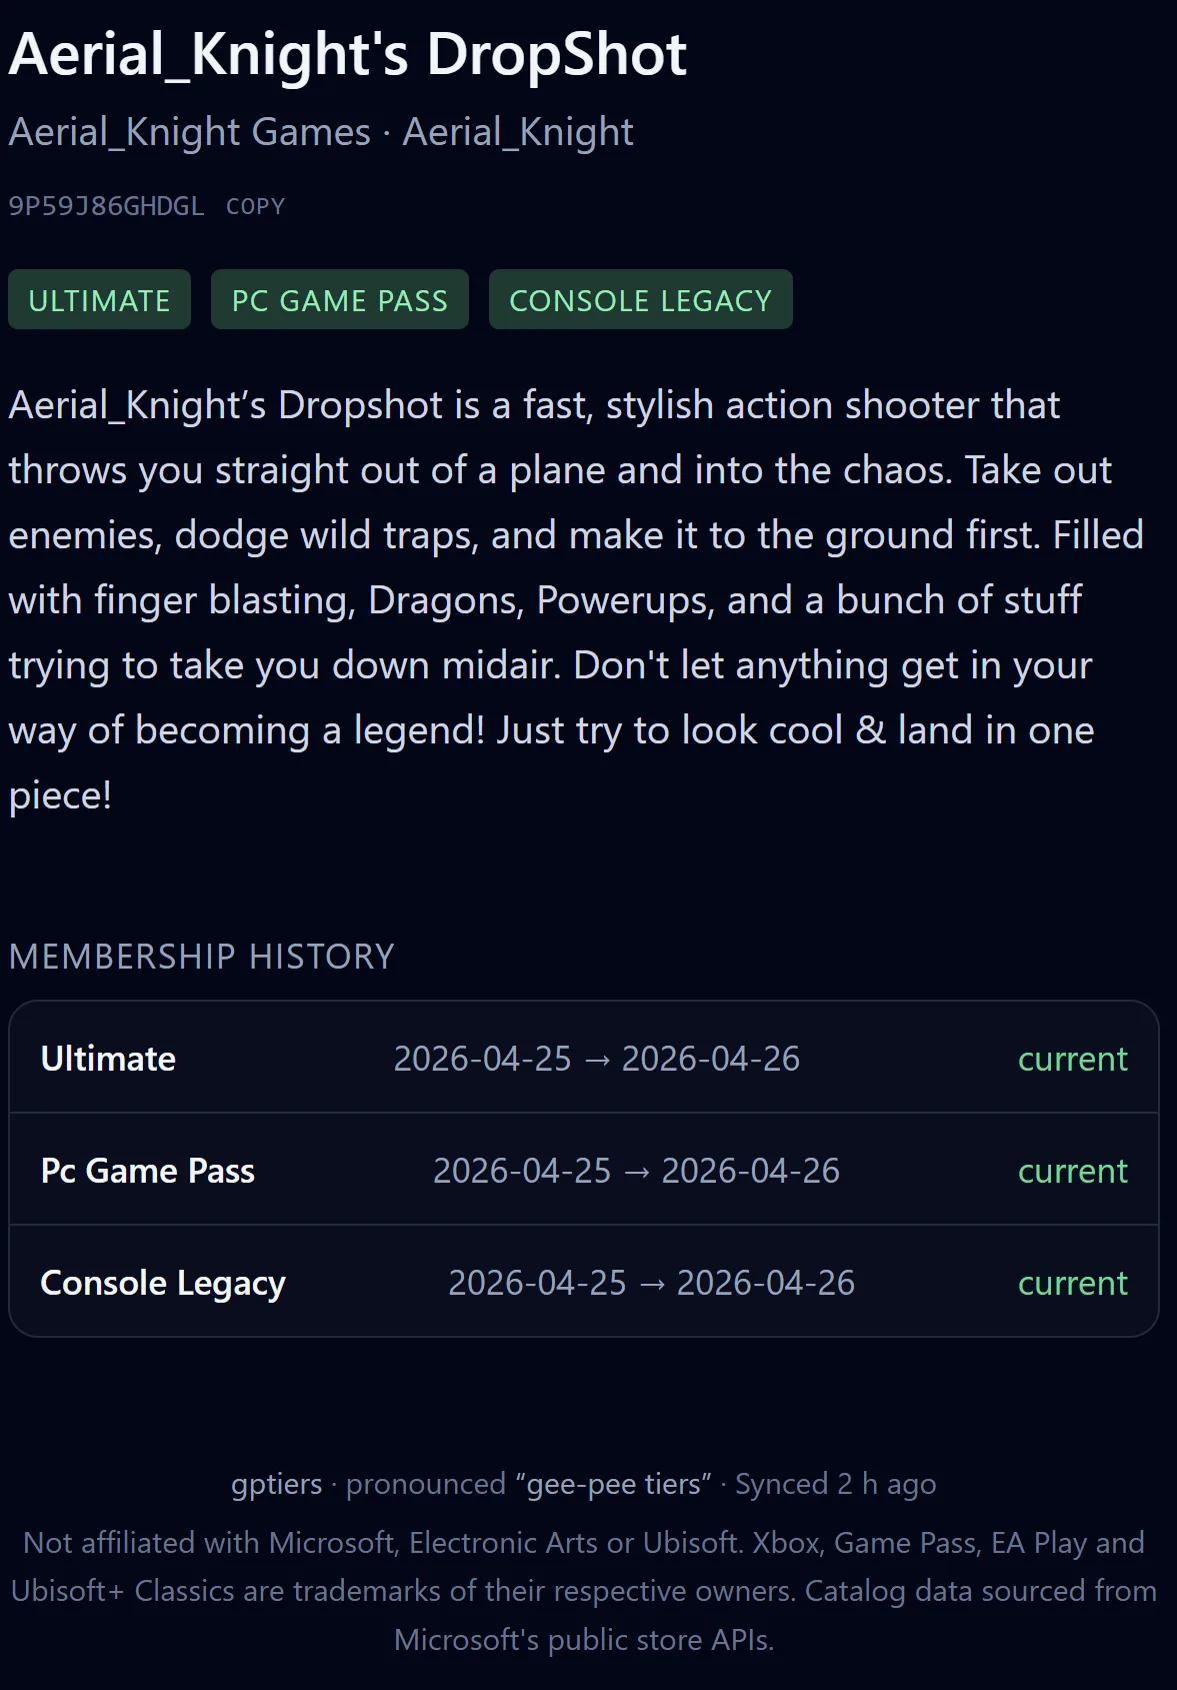 Aerial_Knight's DropShot
Aerial_Knight Games · Aerial_Knight
9P59J86GHDGL COPY
ULTIMATE PC GAME PASS CONSOLE LEGACY
Aerial_Knight’s Dropshot is a fast, stylish action shooter that
throws you straight out of a plane and into the chaos. Take out
enemies, dodge wild traps, and make it to the ground first. Filled
with finger blasting, Dragons, Powerups, and a bunch of stuff
trying to take you down midair. Don't let anything get in your
way of becoming a legend! Just try to look cool & land in one
piece!
MEMBERSHIP HISTORY
Ultimate 2026-04-25 → 2026-04-26 current
Pc Game Pass 2026-04-25 → 2026-04-26 current
Console Legacy 2026-04-25 → 2026-04-26 current
gptiers · pronounced “gee-pee tiers” · Synced 2 h ago
Not affiliated with Microsoft, Electronic Arts or Ubisoft. Xbox, Game Pass, EA Play and
Ubisoft+ Classics are trademarks of their respective owners. Catalog data sourced from
Microsoft's public store APIs.